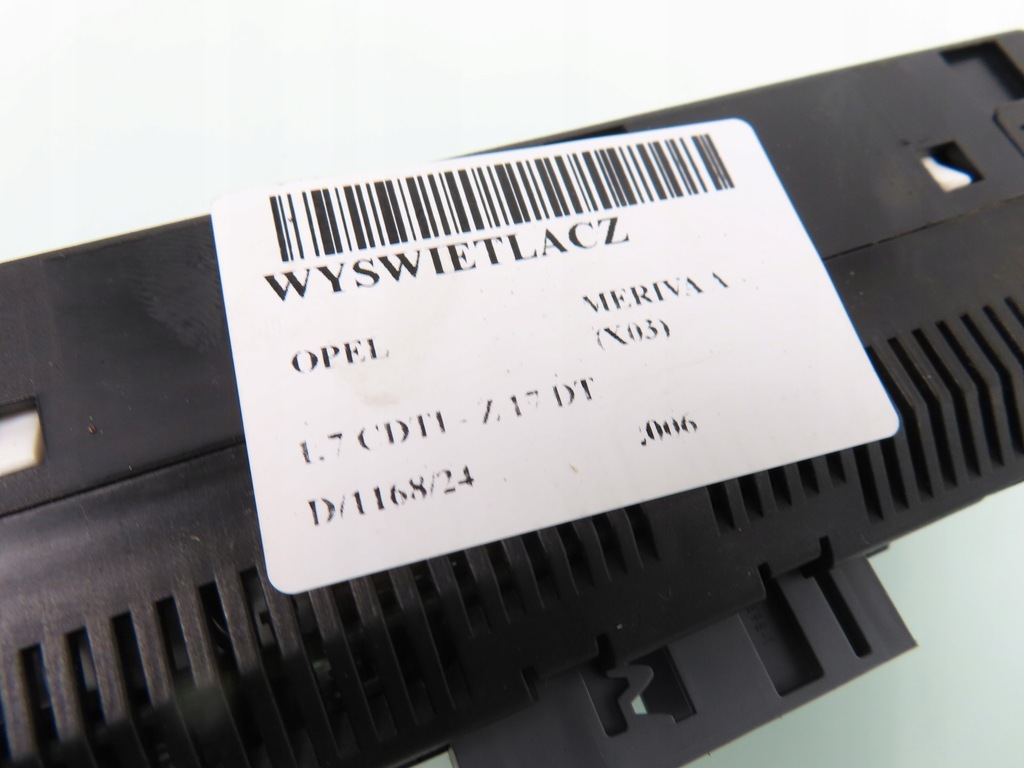 WYSWIETLACZ
OPEL MERIVA A
(X03)
1.7 CDTI - Z 17 DT
D/1168/24